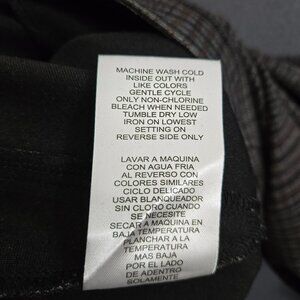 MACHINE WASH COLD
INSIDE OUT WITH
LIKE COLORS
GENTLE CYCLE
ONLY NON-CHLORINE
BLEACH WHEN NEEDED
TUMBLE DRY LOW
IRON ON LOWEST
SETTING ON
REVERSE SIDE ONLY
LAVAR A MAQUINA
CON AGUA FRIA
AL REVERSO CON
COLORES SIMILARES
CICLO DELICADO
USAR BLANQUEADOR
SIN CLORO CUANDO
SE NECESITE
SECAR A MAQUINA EN
BAJA TEMPERATURA
PLANCHAR A LA
TEMPERATURA
MAS BAJA
POR EL LADO
DE ADENTRO
SOLAMENTE